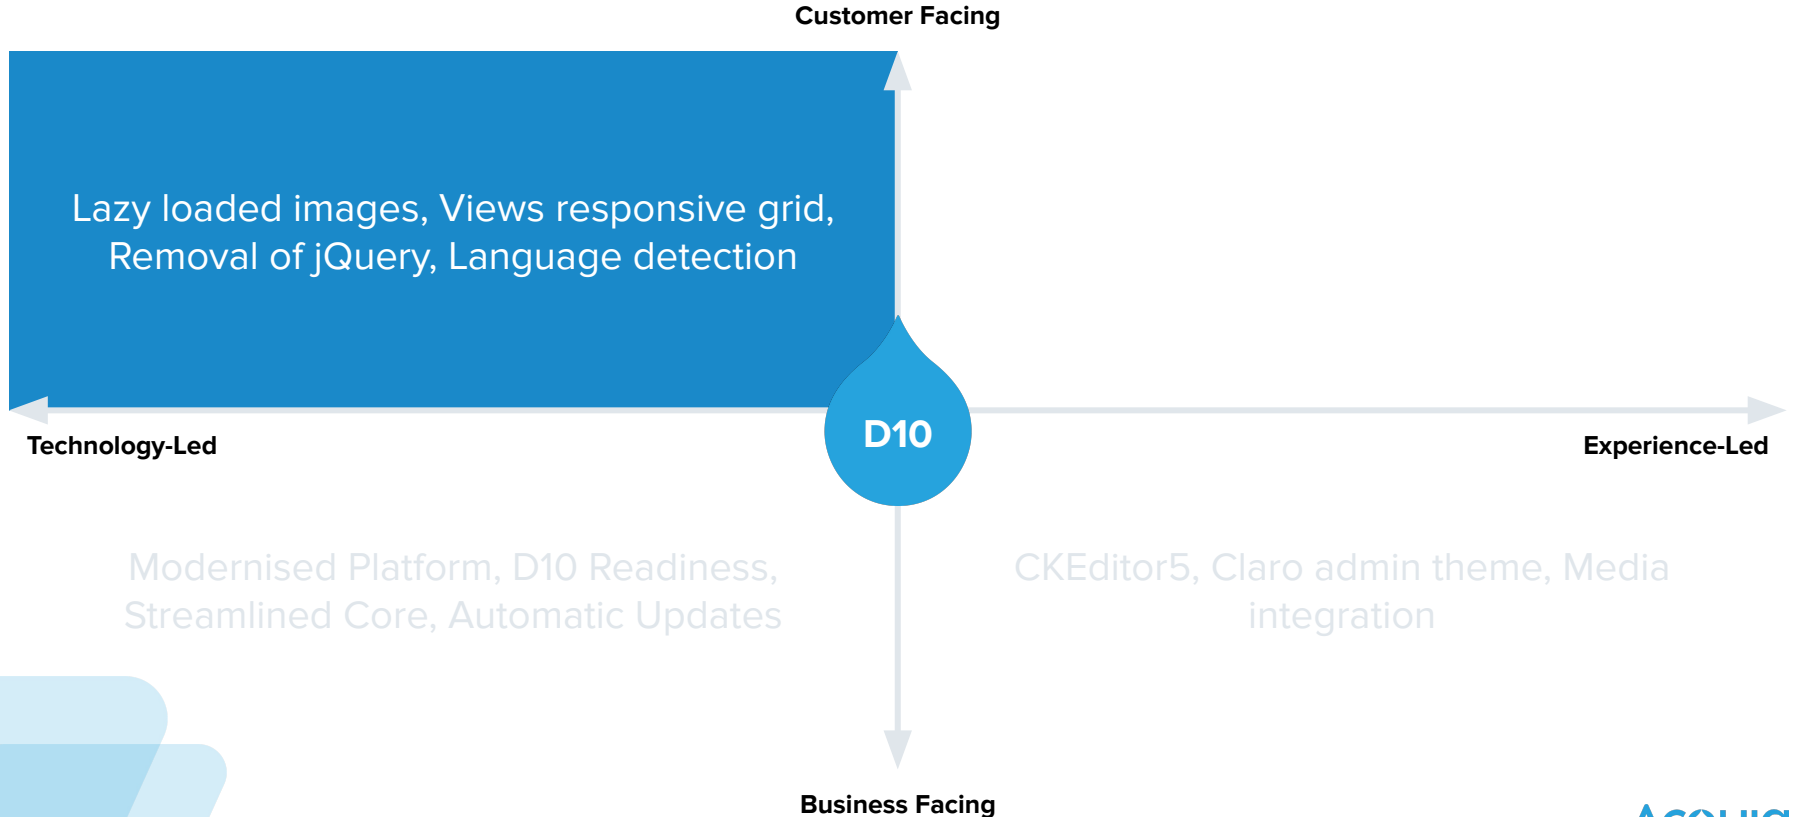 Customer Facing
Lazy loaded images, Views responsive grid,
Removal of jQuery, Language detection
D10
Technology-Led
Experience-Led
Modernised Platform, D10 Readiness,
Streamlined Core, Automatic Updates
CKEditor5, Claro admin theme, Media
integration
Business Facing